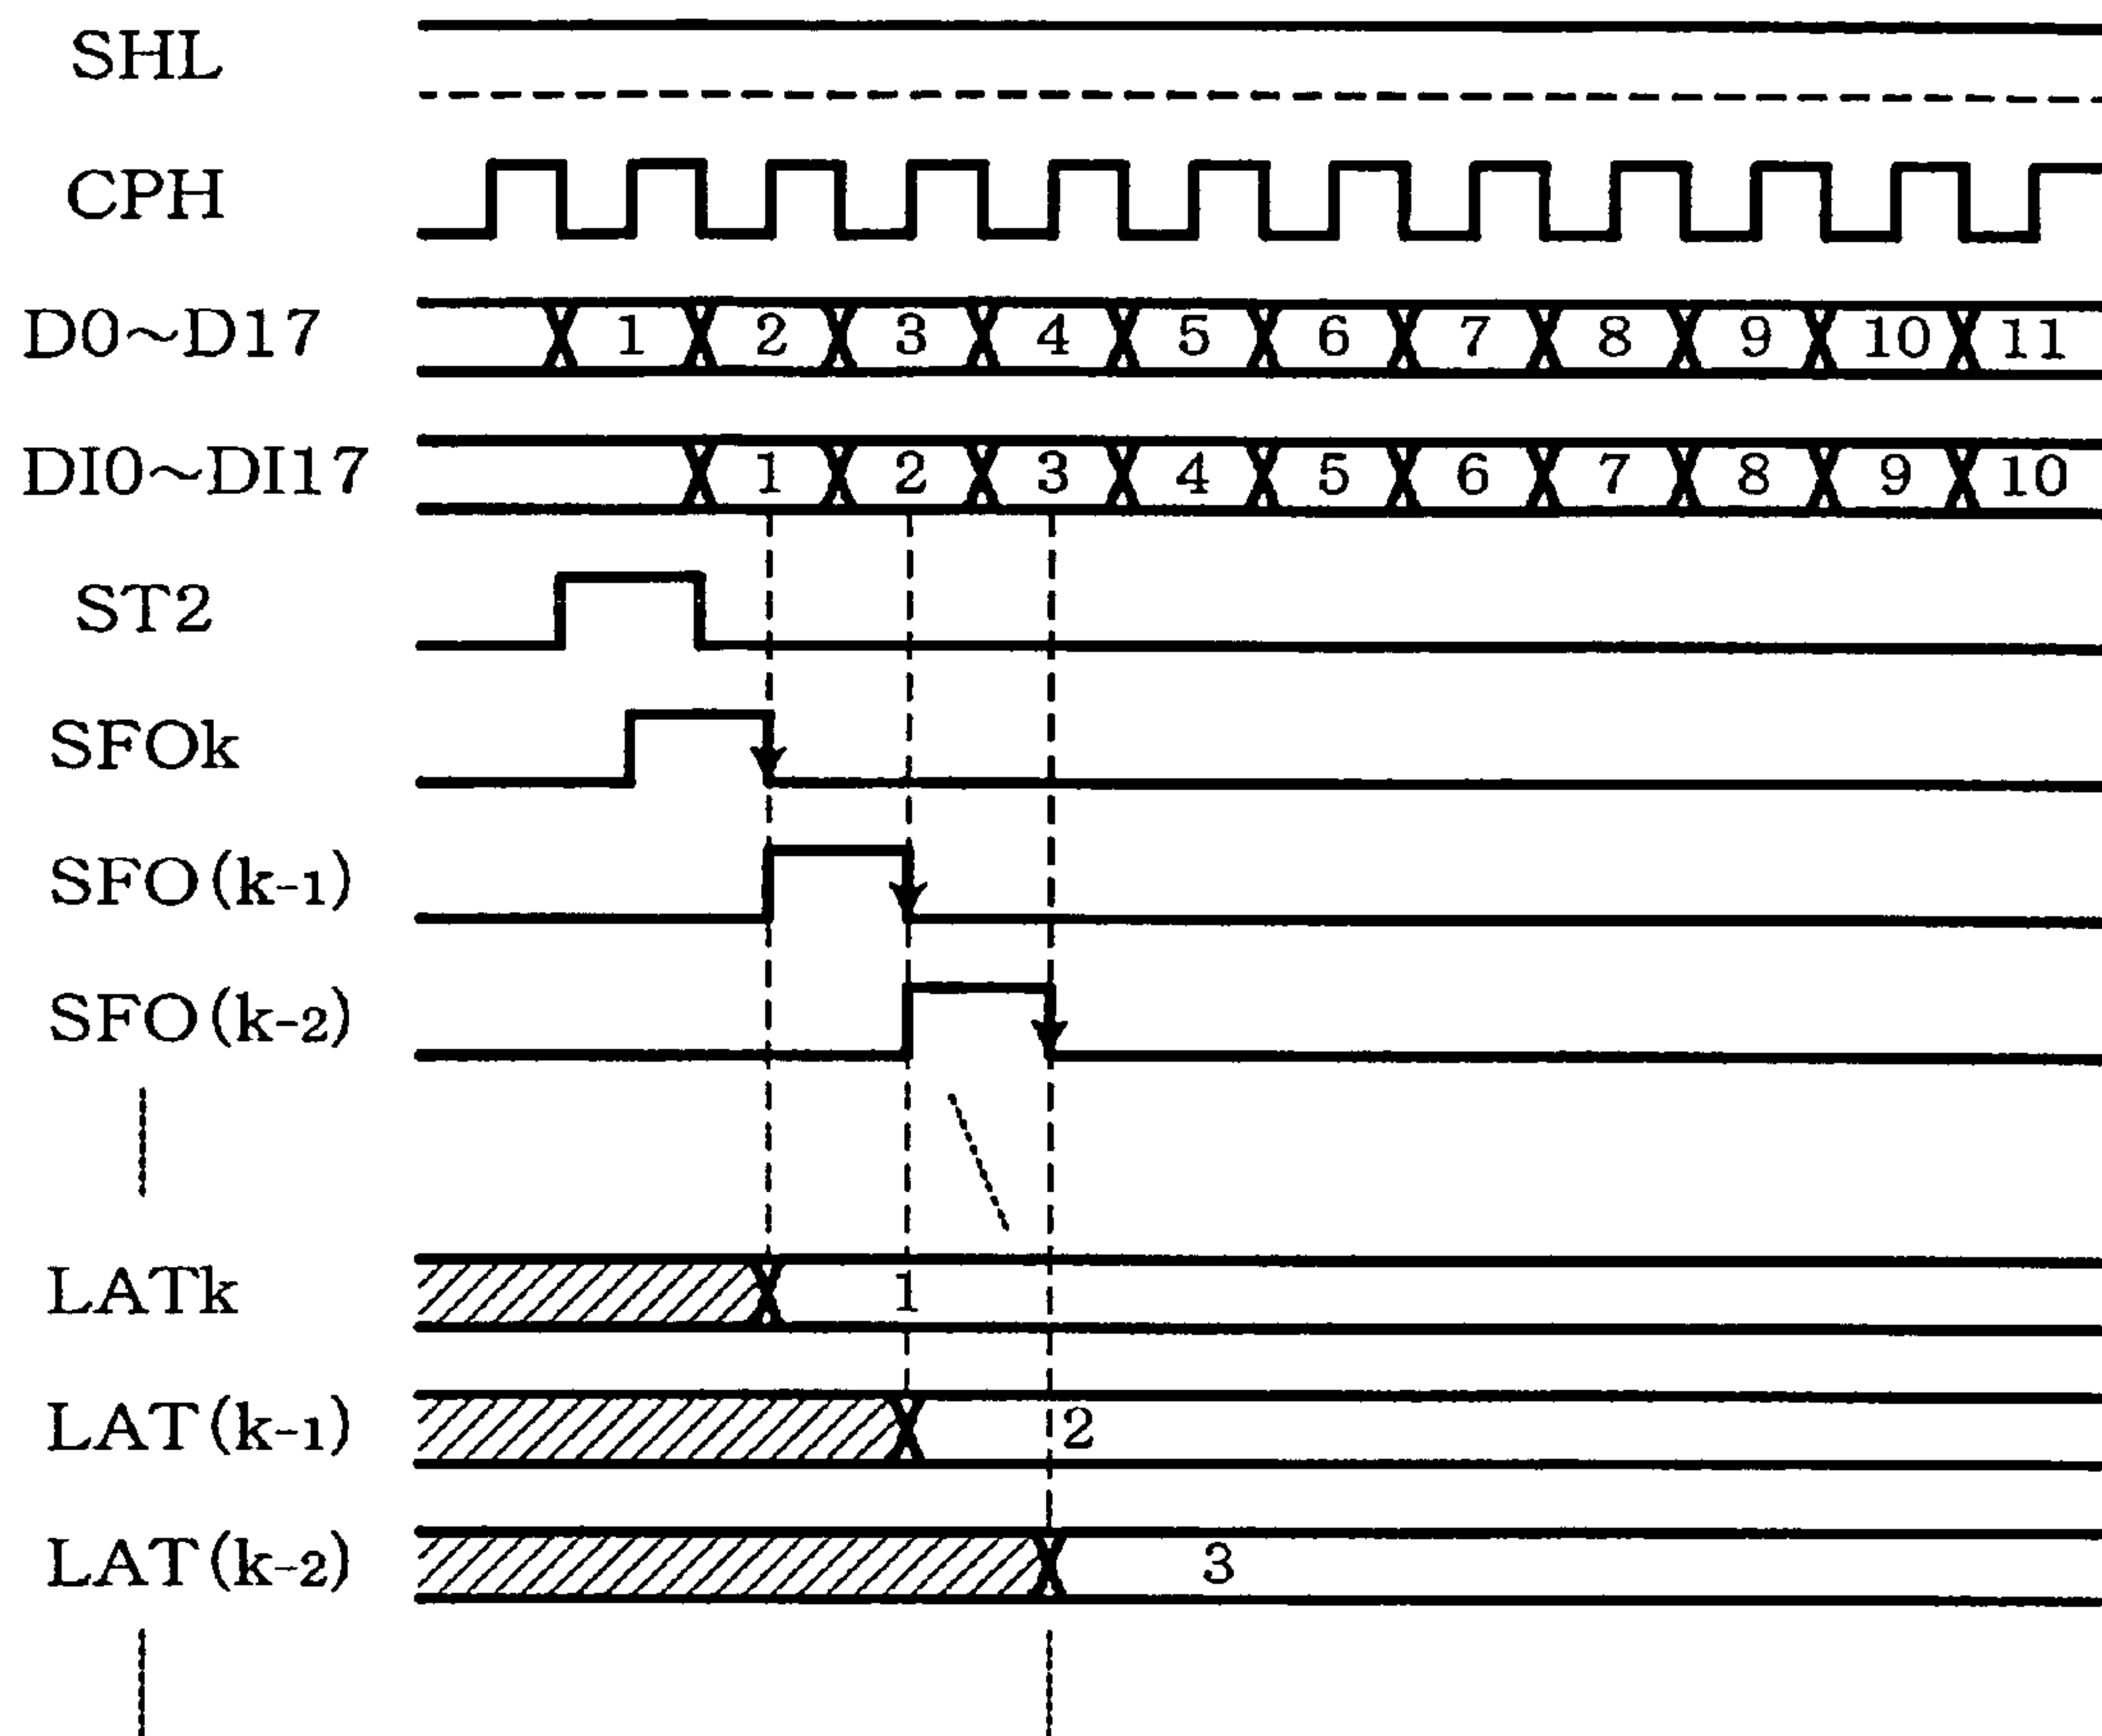 SHL
CPH
D0～D17 1 2 3 4 5 6 7 8 9 10 11
DI0～DI17 1 2 3 4 5 6 7 8 9 10
ST2
SFOk
SFO(k-1)
SFO(k-2)
LATk 1
LAT(k-1) 2
LAT(k-2) 3